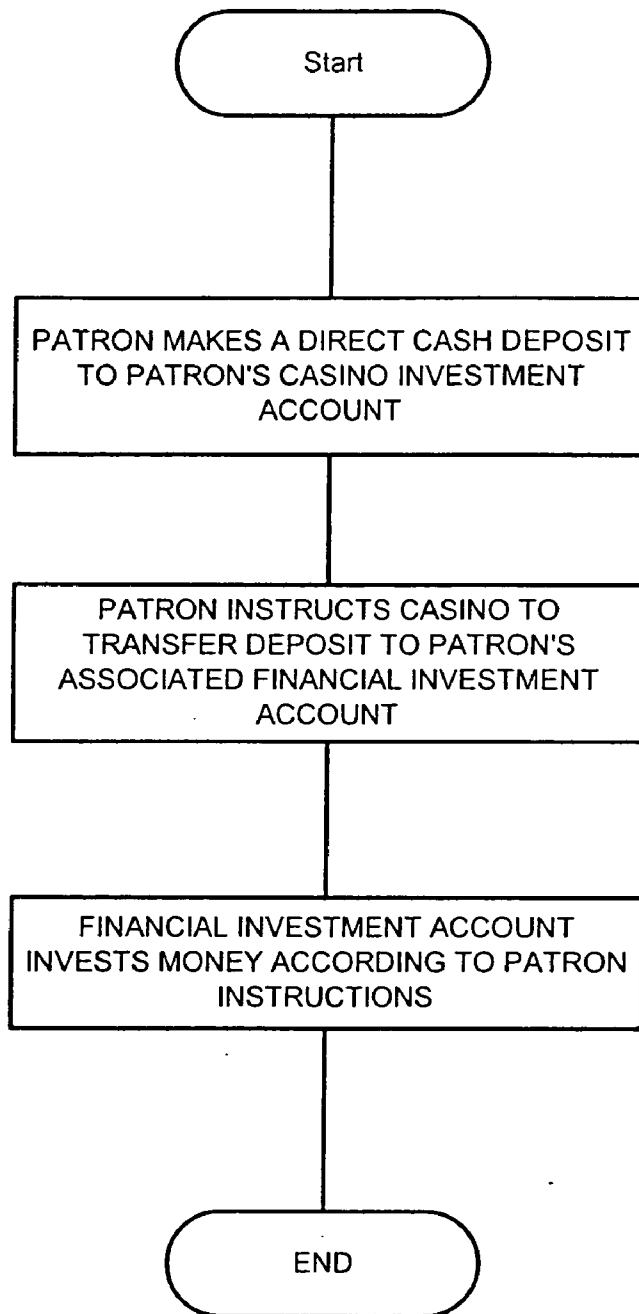 Start
PATRON MAKES A DIRECT CASH DEPOSIT
TO PATRON'S CASINO INVESTMENT
ACCOUNT
PATRON INSTRUCTS CASINO TO
TRANSFER DEPOSIT TO PATRON'S
ASSOCIATED FINANCIAL INVESTMENT
ACCOUNT
FINANCIAL INVESTMENT ACCOUNT
INVESTS MONEY ACCORDING TO PATRON
INSTRUCTIONS
END